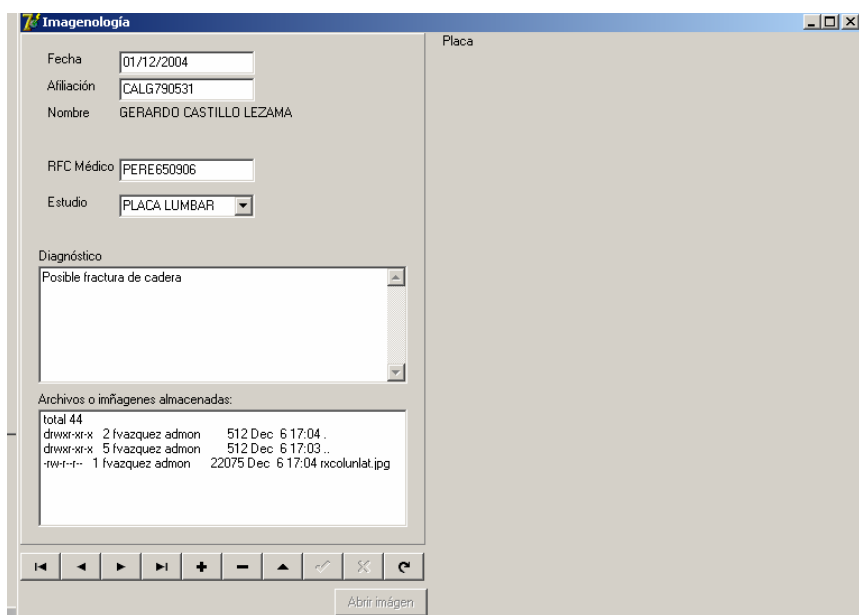 Imagenología
Fecha 01/12/2004
Afiliación CALG790531
Nombre GERARDO CASTILLO LEZAMA
RFC Médico PERE650906
Estudio PLACA LUMBAR
Diagnóstico
Posible fractura de cadera
Archivos o imñagenes almacenadas:
total 44
drwxr-xr-x 2 fvazquez admon 512 Dec 6 17:04 .
drwxr-xr-x 5 fvazquez admon 512 Dec 6 17:03 ..
-rw-r--r-- 1 fvazquez admon 22075 Dec 6 17:04 rxcolunlat.jpg
Abrir imágen
Placa